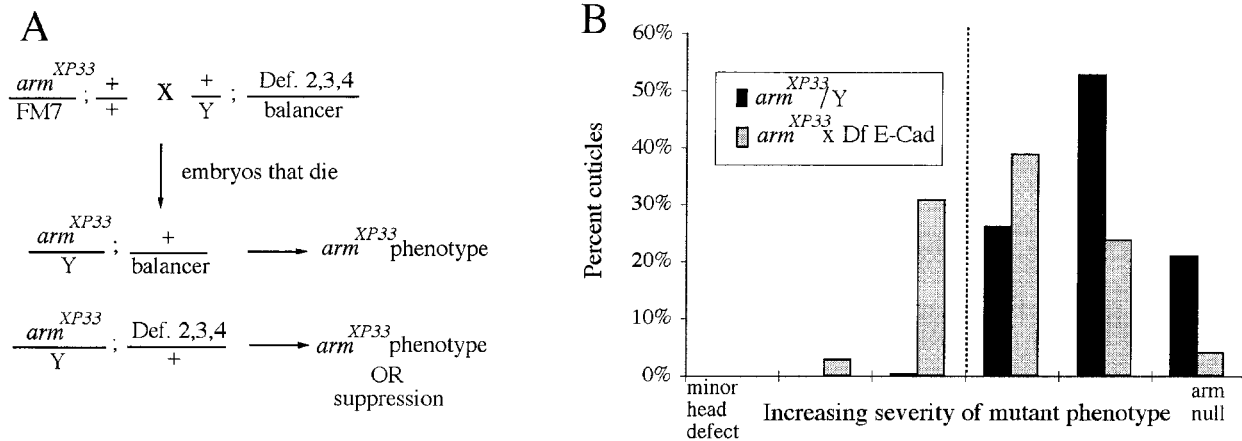 A
arm^XP33 / FM7 ; + / + X + / Y ; Def. 2,3,4 / balancer
embryos that die
arm^XP33 / Y ; + / balancer arm^XP33 phenotype
arm^XP33 / Y ; Def. 2,3,4 / + arm^XP33 phenotype
OR
suppression
B
60%
50%
40%
30%
20%
10%
0%
Percent cuticles
arm^XP33/Y
arm^XP33 x Df E-Cad
minor
head
defect
Increasing severity of mutant phenotype
arm
null